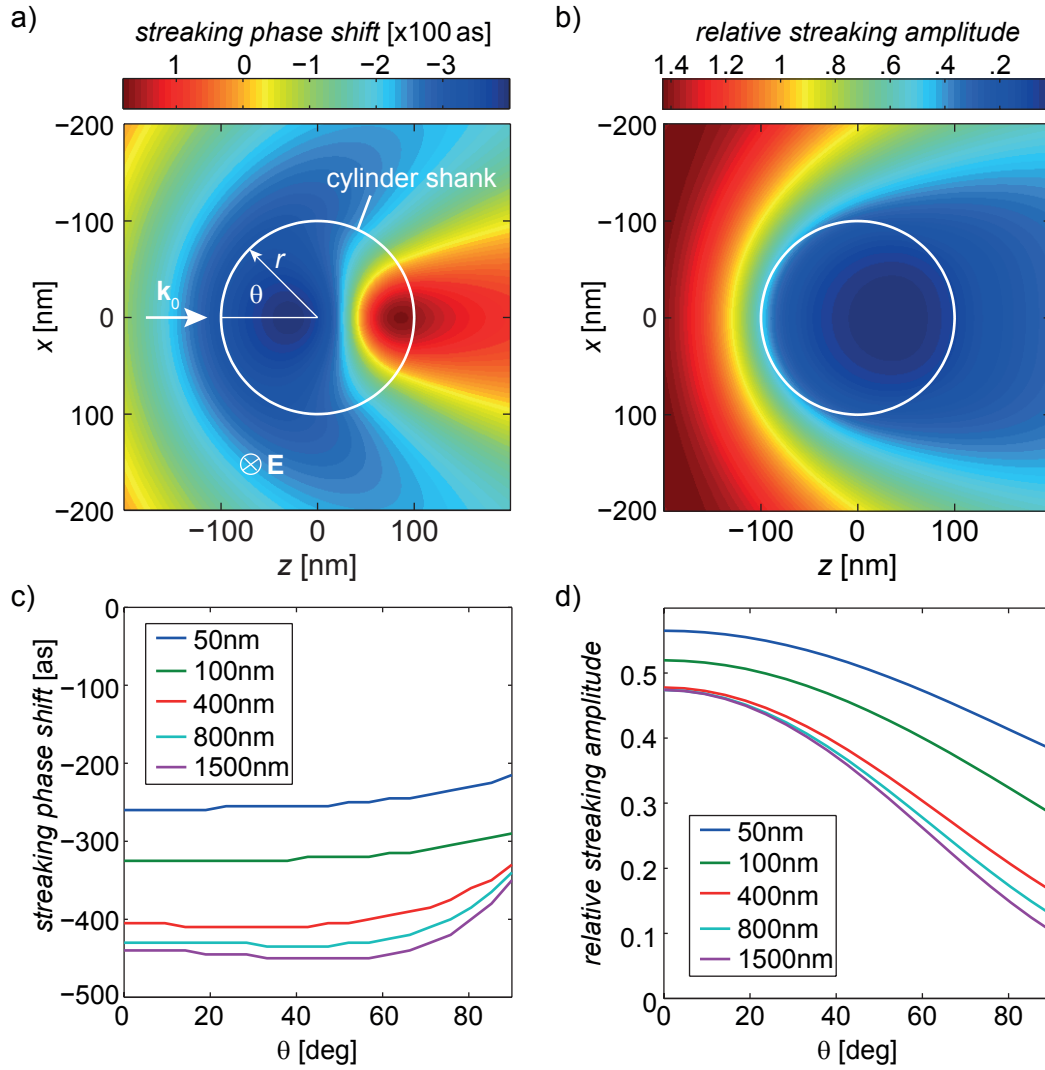 a)
streaking phase shift [x100 as]
1 0 −1 −2 −3
−200
−100
0
100
200
x [nm]
cylinder shank
r
θ
k0
E
−100 0 100
z [nm]
b)
relative streaking amplitude
1.4 1.2 1 .8 .6 .4 .2
−200
−100
0
100
200
x [nm]
−100 0 100
z [nm]
c)
0
−100
−200
−300
−400
−500
streaking phase shift [as]
50nm
100nm
400nm
800nm
1500nm
0 20 40 60 80
θ [deg]
d)
0.5
0.4
0.3
0.2
0.1
0
relative streaking amplitude
50nm
100nm
400nm
800nm
1500nm
0 20 40 60 80
θ [deg]